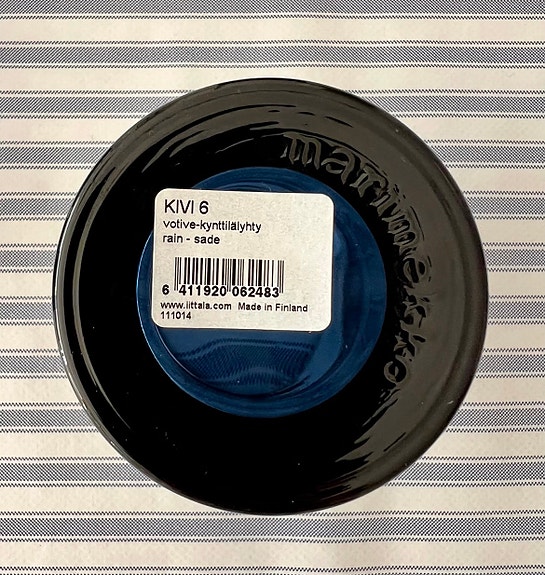 marimekko
KIVI 6
votive-kynttilälyhty
rain - sade
6 411920 062483
www.iittala.com Made in Finland
111014